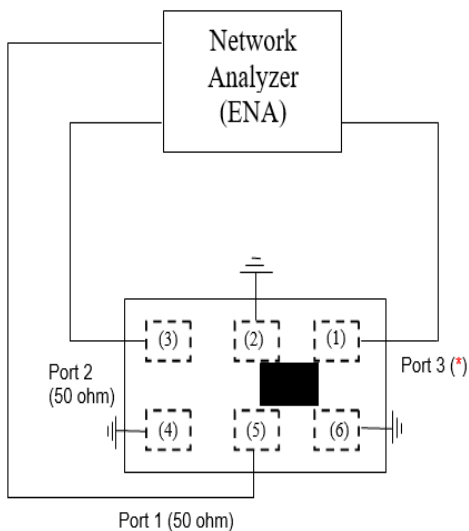 Network
Analyzer
(ENA)
(3)
(2)
(1)
Port 2
(50 ohm)
Port 3 (*)
(4)
(5)
(6)
Port 1 (50 ohm)